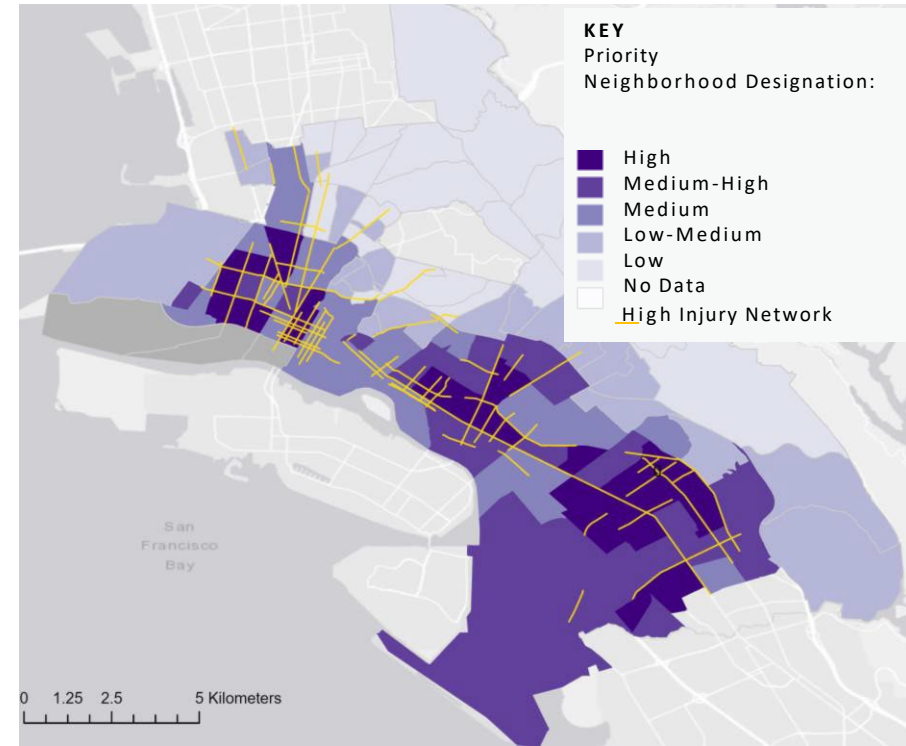 KEY
Priority
Neighborhood Designation:
High
Medium-High
Medium
Low-Medium
Low
No Data
High Injury Network
San
Francisco
Bay
0 1.25 2.5 5 Kilometers